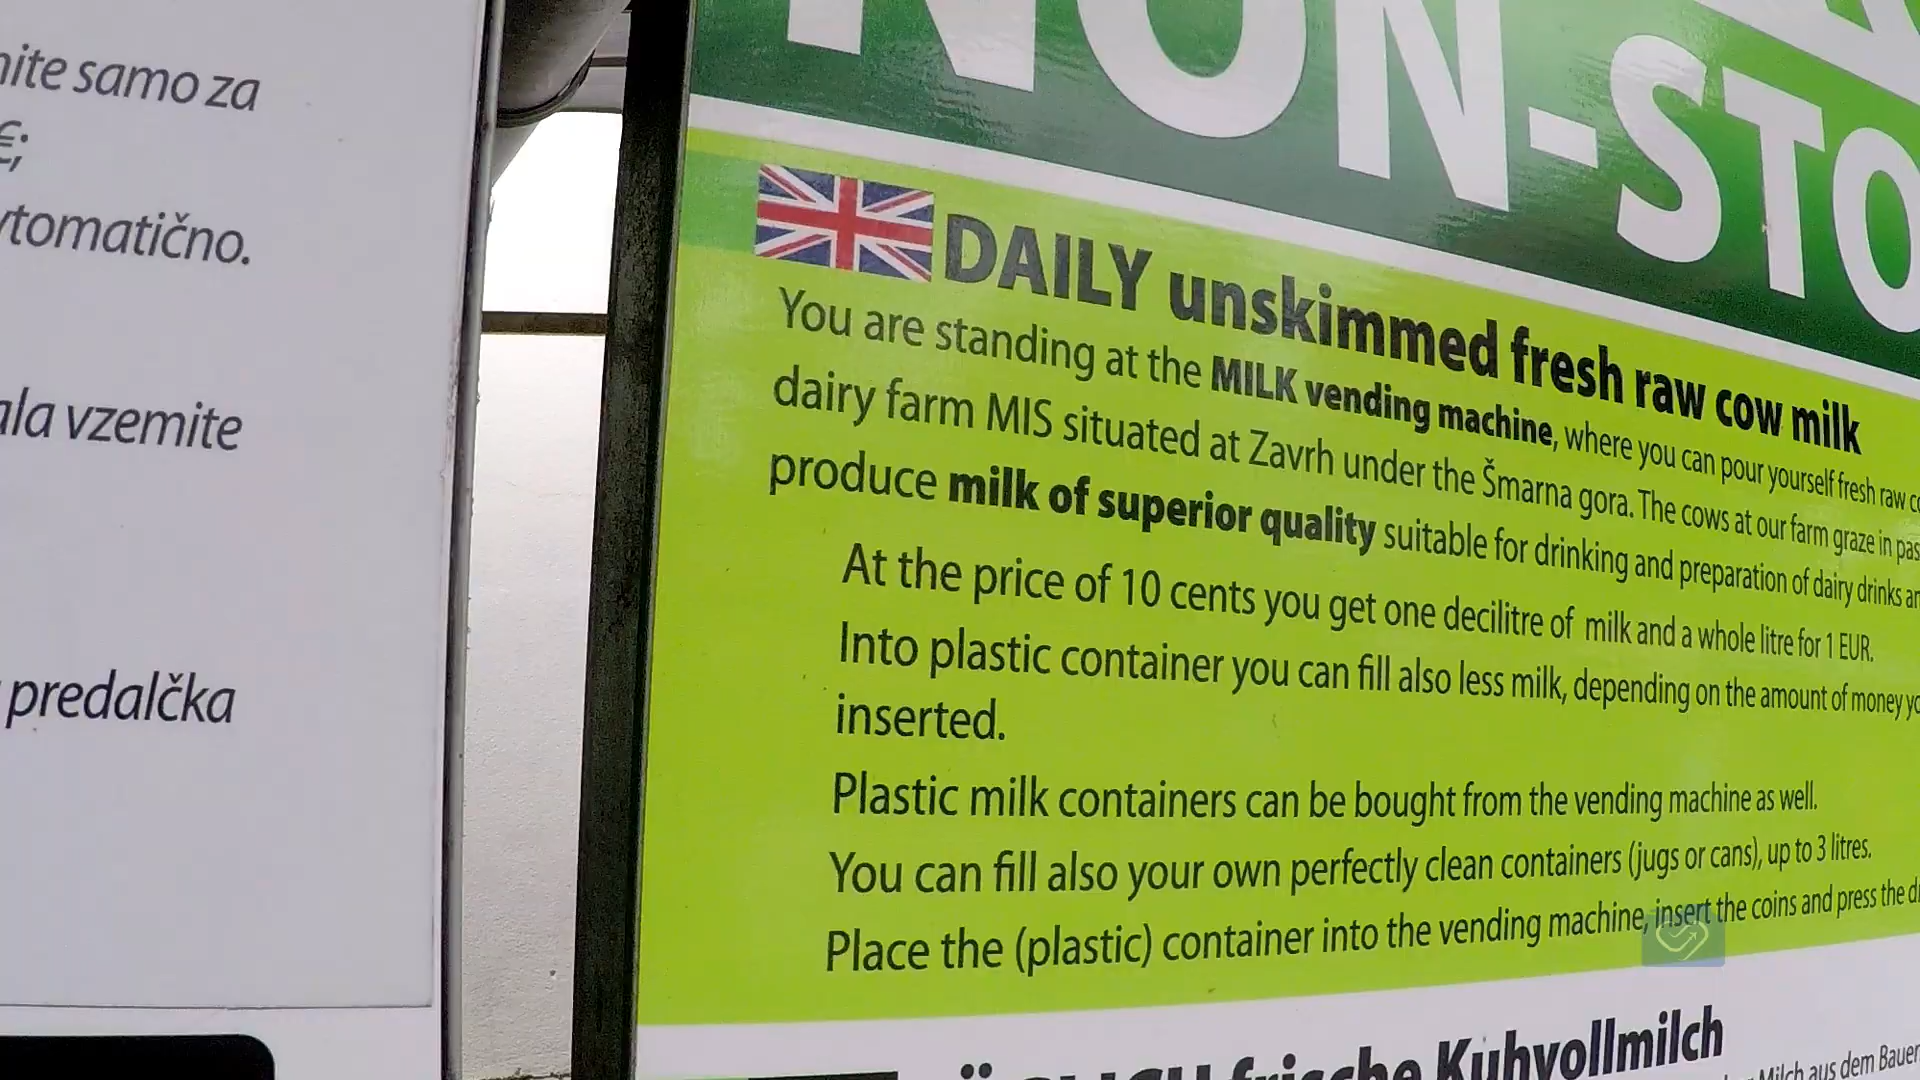 samo za
€;
vzemite
predalčka
DAILY unskimmed fresh raw cow milk
You are standing at the MILK vending machine, where you can pour yourself fresh raw
dairy farm MIS situated at Zavrh under the Šmarna gora. The cows at our farm graze in
produce milk of superior quality suitable for drinking and preparation of dairy drinks
At the price of 10 cents you get one decilitre of milk and a whole litre for 1 EUR.
Into plastic container you can fill also less milk, depending on the amount of money
inserted.
Plastic milk containers can be bought from the vending machine as well.
You can fill also your own perfectly clean containers (jugs or cans), up to 3 litres.
Place the (plastic) container into the vending machine, insert the coins and press the
frische Kuhvollmilch
Milch aus dem